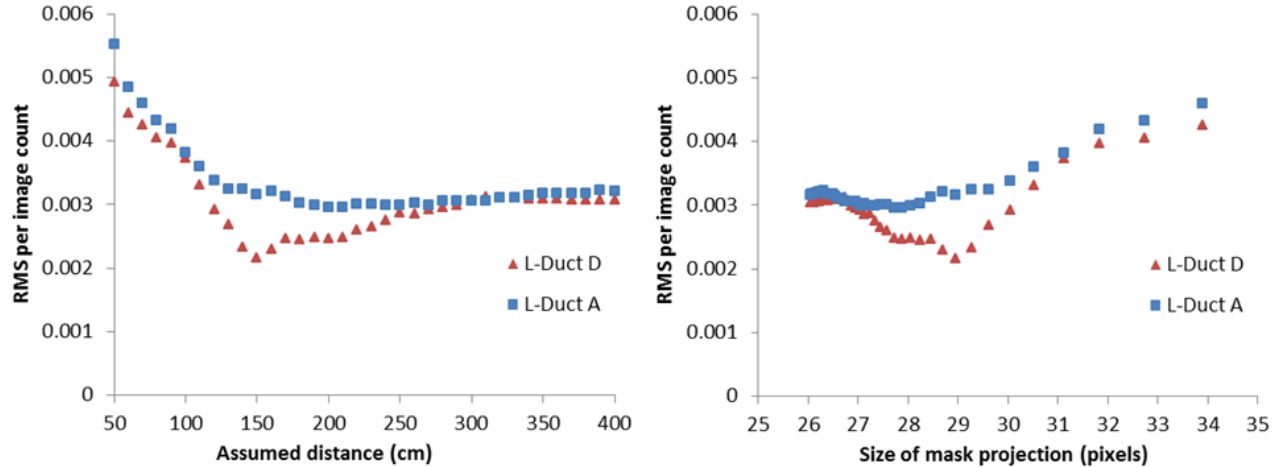 0.006
0.005
0.004
0.003
0.002
0.001
0
RMS per image count
50 100 150 200 250 300 350 400
Assumed distance (cm)
L-Duct D
L-Duct A
0.006
0.005
0.004
0.003
0.002
0.001
0
RMS per image count
25 26 27 28 29 30 31 32 33 34 35
Size of mask projection (pixels)
L-Duct D
L-Duct A